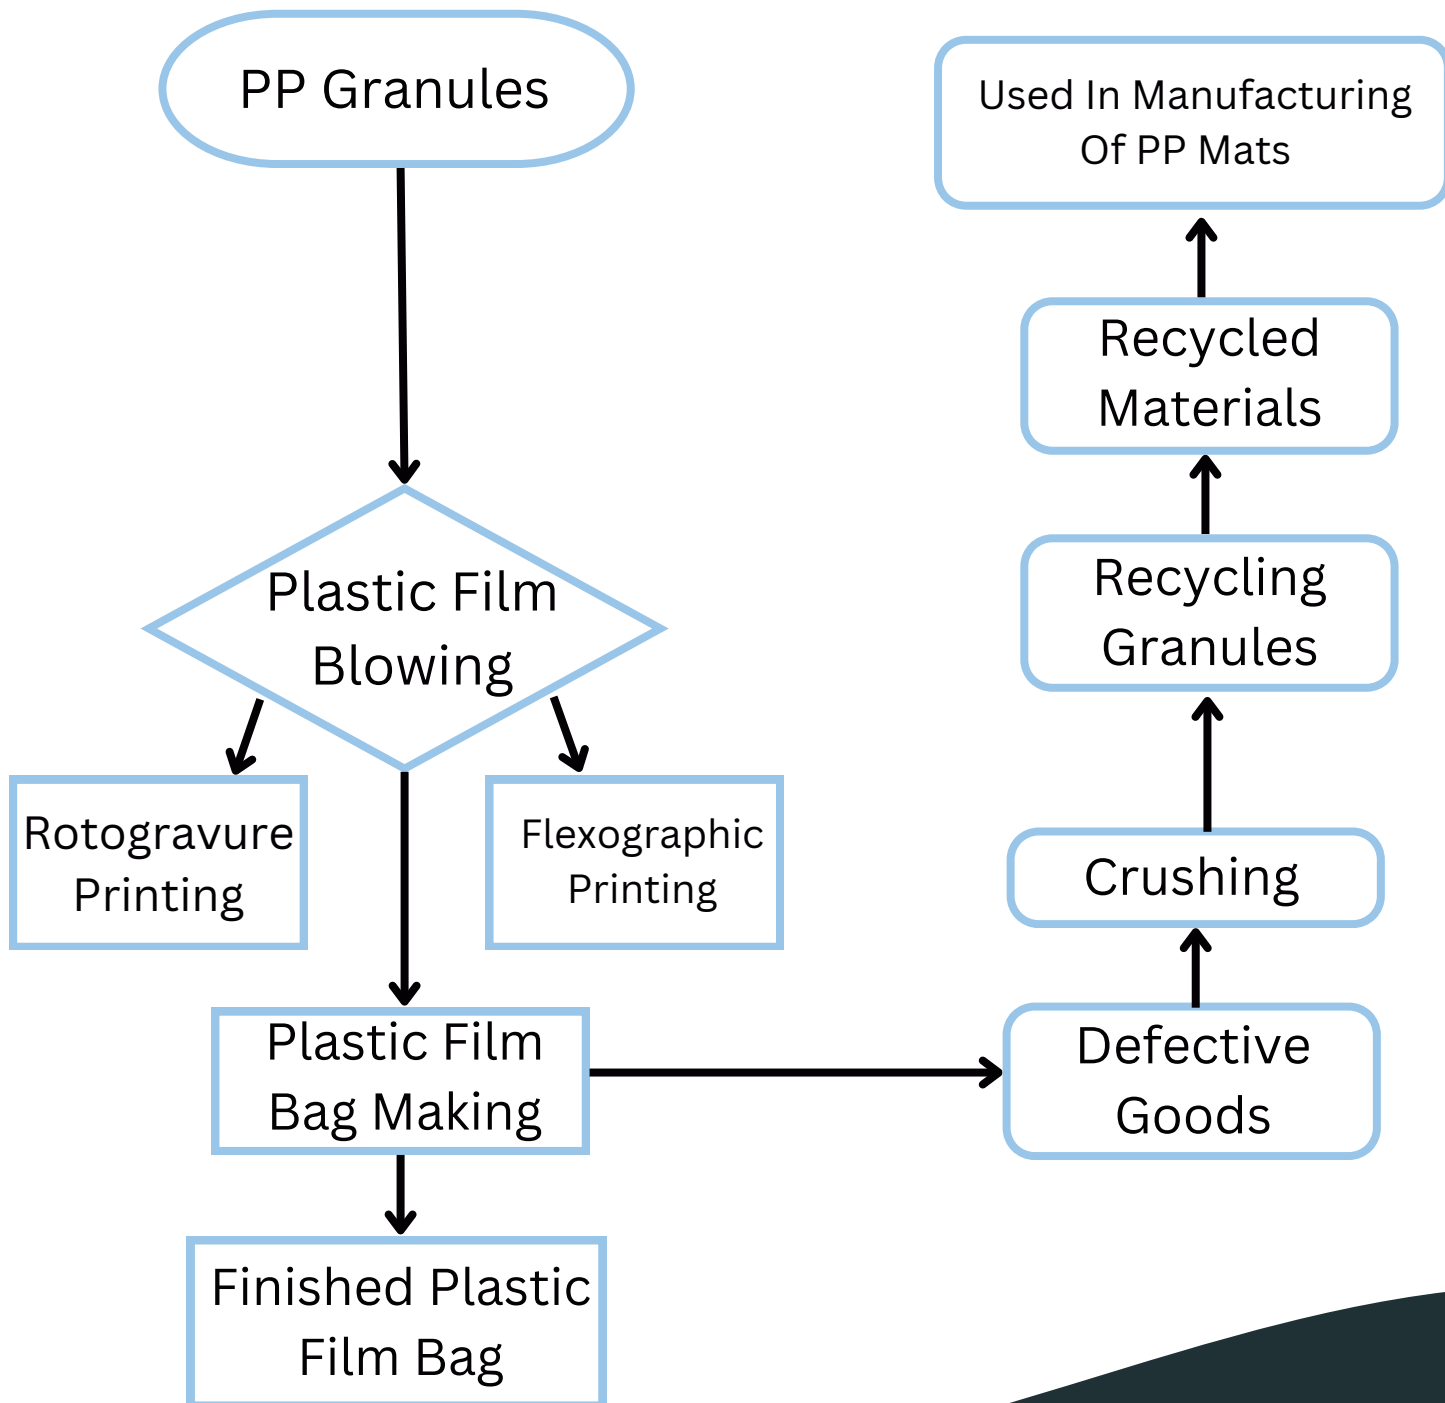 PP Granules
Plastic Film
Blowing
Rotogravure
Printing
Flexographic
Printing
Plastic Film
Bag Making
Finished Plastic
Film Bag
Defective
Goods
Crushing
Recycling
Granules
Recycled
Materials
Used In Manufacturing
Of PP Mats